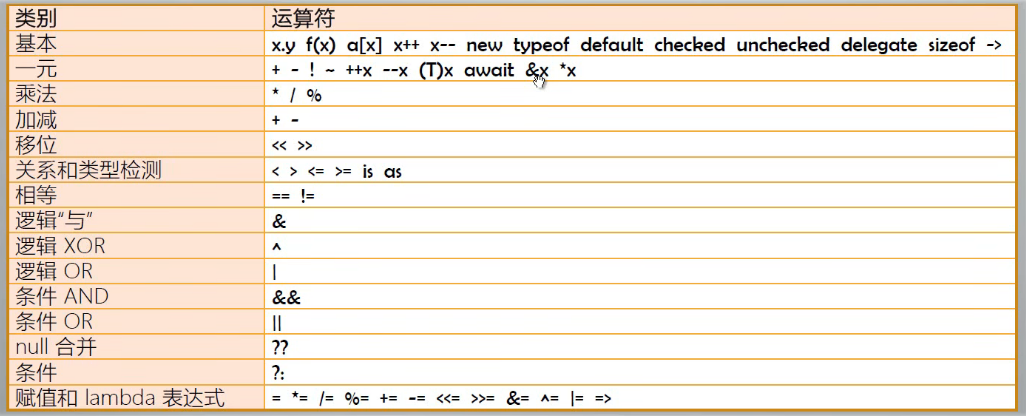 类别 运算符
基本 x.y f(x) a[x] x++ x-- new typeof default checked unchecked delegate sizeof ->
一元 + - ! ~ ++x --x (T)x await &x *x
乘法 * / %
加减 + -
移位 << >>
关系和类型检测 < > <= >= is as
相等 == !=
逻辑“与” &
逻辑 XOR ^
逻辑 OR |
条件 AND &&
条件 OR ||
null 合并 ??
条件 ?:
赋值和 lambda 表达式 = *= /= %= += -= <<= >>= &= ^= |= =>